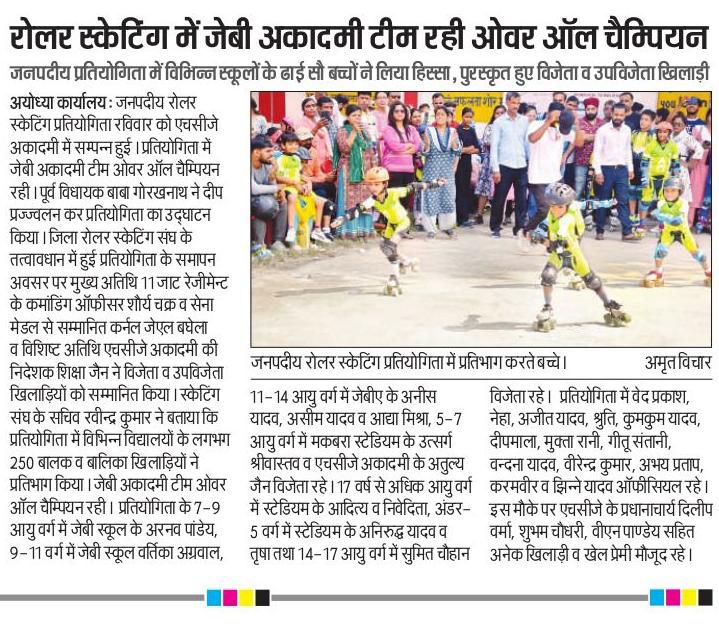 रोलर स्केटिंग में जेबी अकादमी टीम रही ओवर ऑल चैम्पियन
जनपदीय प्रतियोगिता में विभिन्न स्कूलों के ढाई सौ बच्चों ने लिया हिस्सा, पुरस्कृत हुए विजेता व उपविजेता खिलाड़ी
अयोध्या कार्यालय: जनपदीय रोलर
स्केटिंग प्रतियोगिता रविवार को एचसीजे
अकादमी में सम्पन्न हुई। प्रतियोगिता में
जेबी अकादमी टीम ओवर ऑल चैम्पियन
रही। पूर्व विधायक बाबा गोरखनाथ ने दीप
प्रज्ज्वलन कर प्रतियोगिता का उद्घाटन
किया। जिला रोलर स्केटिंग संघ के
तत्वावधान में हुई प्रतियोगिता के समापन
अवसर पर मुख्य अतिथि 11 जाट रेजीमेंट
के कमांडिंग ऑफीसर शौर्य चक्र व सेना
मेडल से सम्मानित कर्नल जेएल बघेला
व विशिष्ट अतिथि एचसीजे अकादमी की
निदेशक शिक्षा जैन ने विजेता व उपविजेता
खिलाड़ियों को सम्मानित किया। स्केटिंग
संघ के सचिव रवीन्द्र कुमार ने बताया कि
प्रतियोगिता में विभिन्न विद्यालयों के लगभग
250 बालक व बालिका खिलाड़ियों ने
प्रतिभाग किया। जेबी अकादमी टीम ओवर
ऑल चैम्पियन रही। प्रतियोगिता के 7-9
आयु वर्ग में जेबी स्कूल के अरनव पांडेय,
9-11 वर्ग में जेबी स्कूल वर्तिका अग्रवाल,
you
जनपदीय रोलर स्केटिंग प्रतियोगिता में प्रतिभाग करते बच्चे। अमृत विचार
11-14 आयु वर्ग में जेबीए के अनीस
यादव, असीम यादव व आद्या मिश्रा, 5-7
आयु वर्ग में मकबरा स्टेडियम के उत्सर्ग
श्रीवास्तव व एचसीजे अकादमी के अतुल्य
जैन विजेता रहे। 17 वर्ष से अधिक आयु वर्ग
में स्टेडियम के आदित्य व निवेदिता, अंडर-
5 वर्ग में स्टेडियम के अनिरुद्ध यादव व
तृषा तथा 14-17 आयु वर्ग में सुमित चौहान
विजेता रहे। प्रतियोगिता में वेद प्रकाश,
नेहा, अजीत यादव, श्रुति, कुमकुम यादव,
दीपमाला, मुक्ता रानी, गीतू संतानी,
वन्दना यादव, वीरेन्द्र कुमार, अभय प्रताप,
करमवीर व झिन्ने यादव ऑफीसियल रहे।
इस मौके पर एचसीजे के प्रधानाचार्य दिलीप
वर्मा, शुभम चौधरी, वीएन पाण्डेय सहित
अनेक खिलाड़ी व खेल प्रेमी मौजूद रहे।